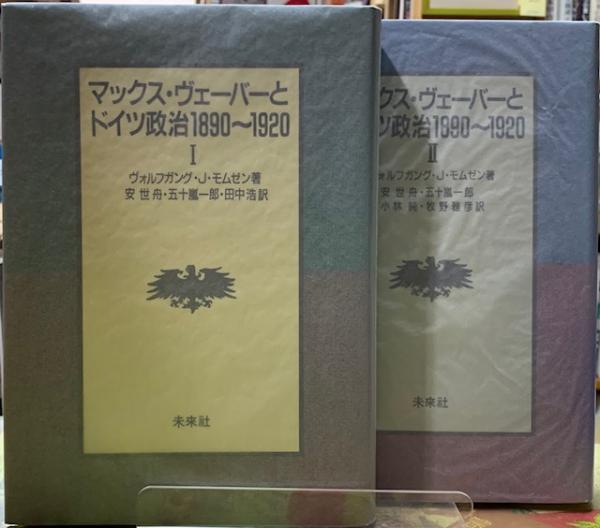 マックス・ヴェーバーと
ドイツ政治1890〜1920
I
ヴォルフガング・J・モムゼン著
安 世舟・五十嵐一郎・田中浩訳
未来社
クス・ヴェーバーと
ツ政治1890〜1920
II
ォルフガング・J・モムゼン著
安 世舟・五十嵐一郎
小林 純・牧野雅彦訳
未来社